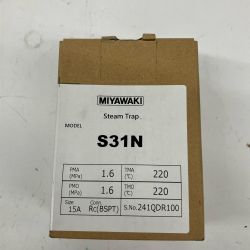 MIYAWAKI
Steam Trap
MODEL
S31N
PMA (MPa) 1.6 TMA (℃) 220
PMO (MPa) 1.6 TMO (℃) 220
Size 15A Conn. Rc(BSPT) S.No. 241QDR100